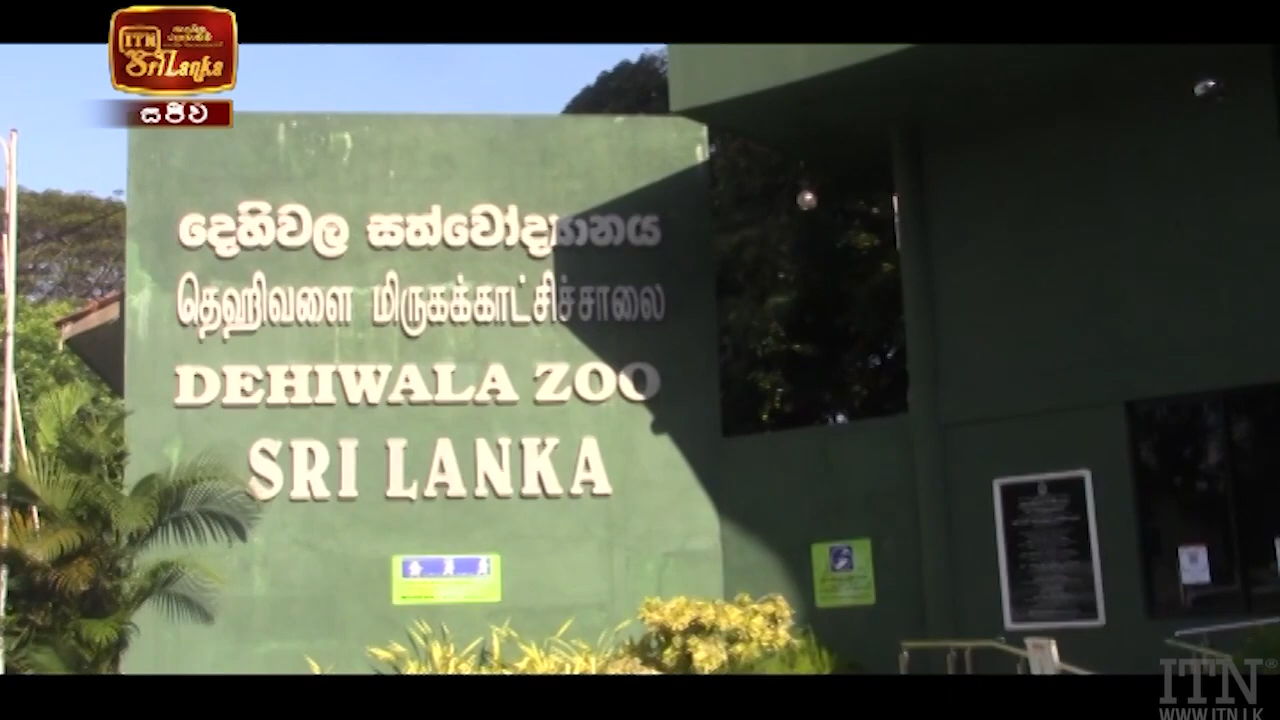 ITN
Sri Lanka
සජීව
දෙහිවල සත්වෝද්‍යානය
தெஹிவளை மிருகக்காட்சிச்சாலை
DEHIWALA ZOO
SRI LANKA
ITN®
WWW.ITN.LK